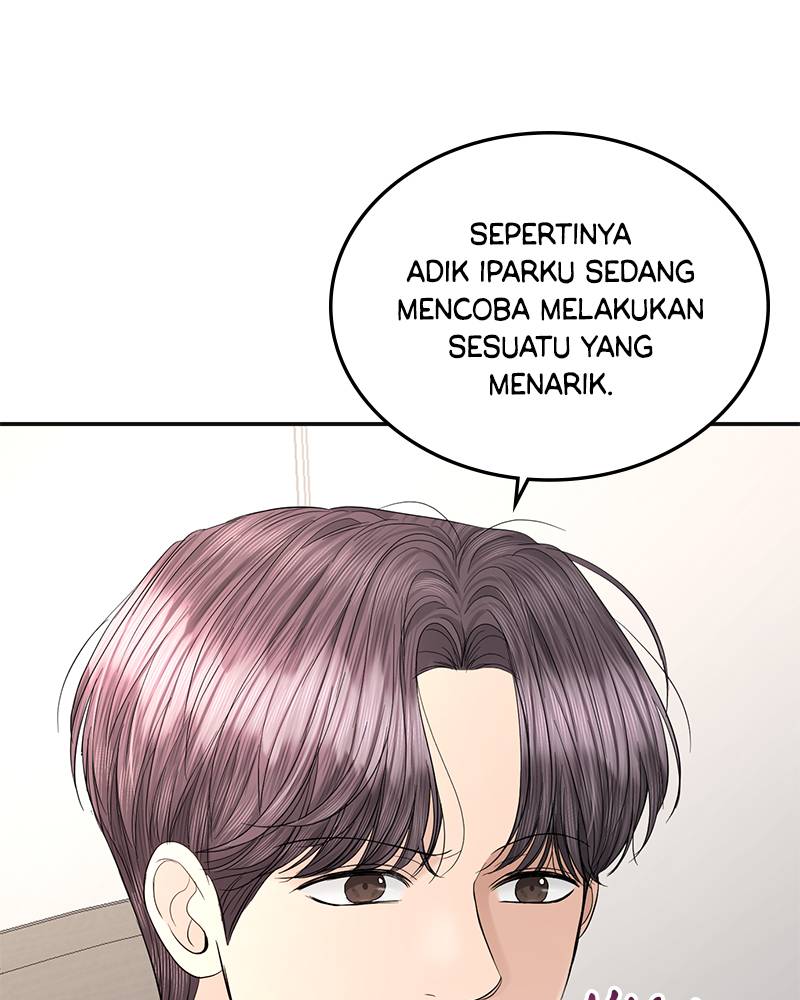 SEPERTINYA
ADIK IPARKU SEDANG
MENCOBA MELAKUKAN
SESUATU YANG
MENARIK.